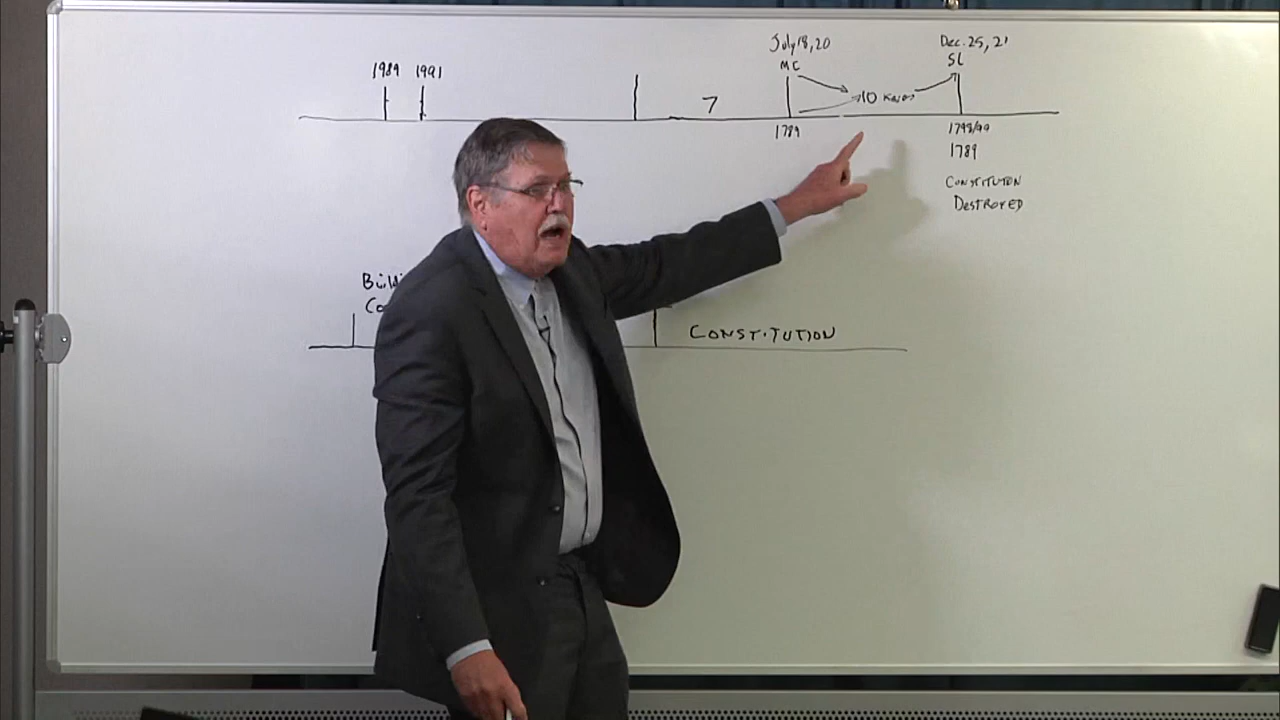 July 18, 20
Dec. 25, 21
MC
SL
1989 1991
7
10 Kings
1789
1798/99
1789
CONSTITUTON
DESTROYED
CONSTITUTION